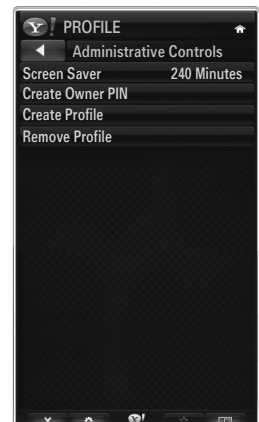 Y! PROFILE
Administrative Controls
Screen Saver 240 Minutes
Create Owner PIN
Create Profile
Remove Profile
Y!